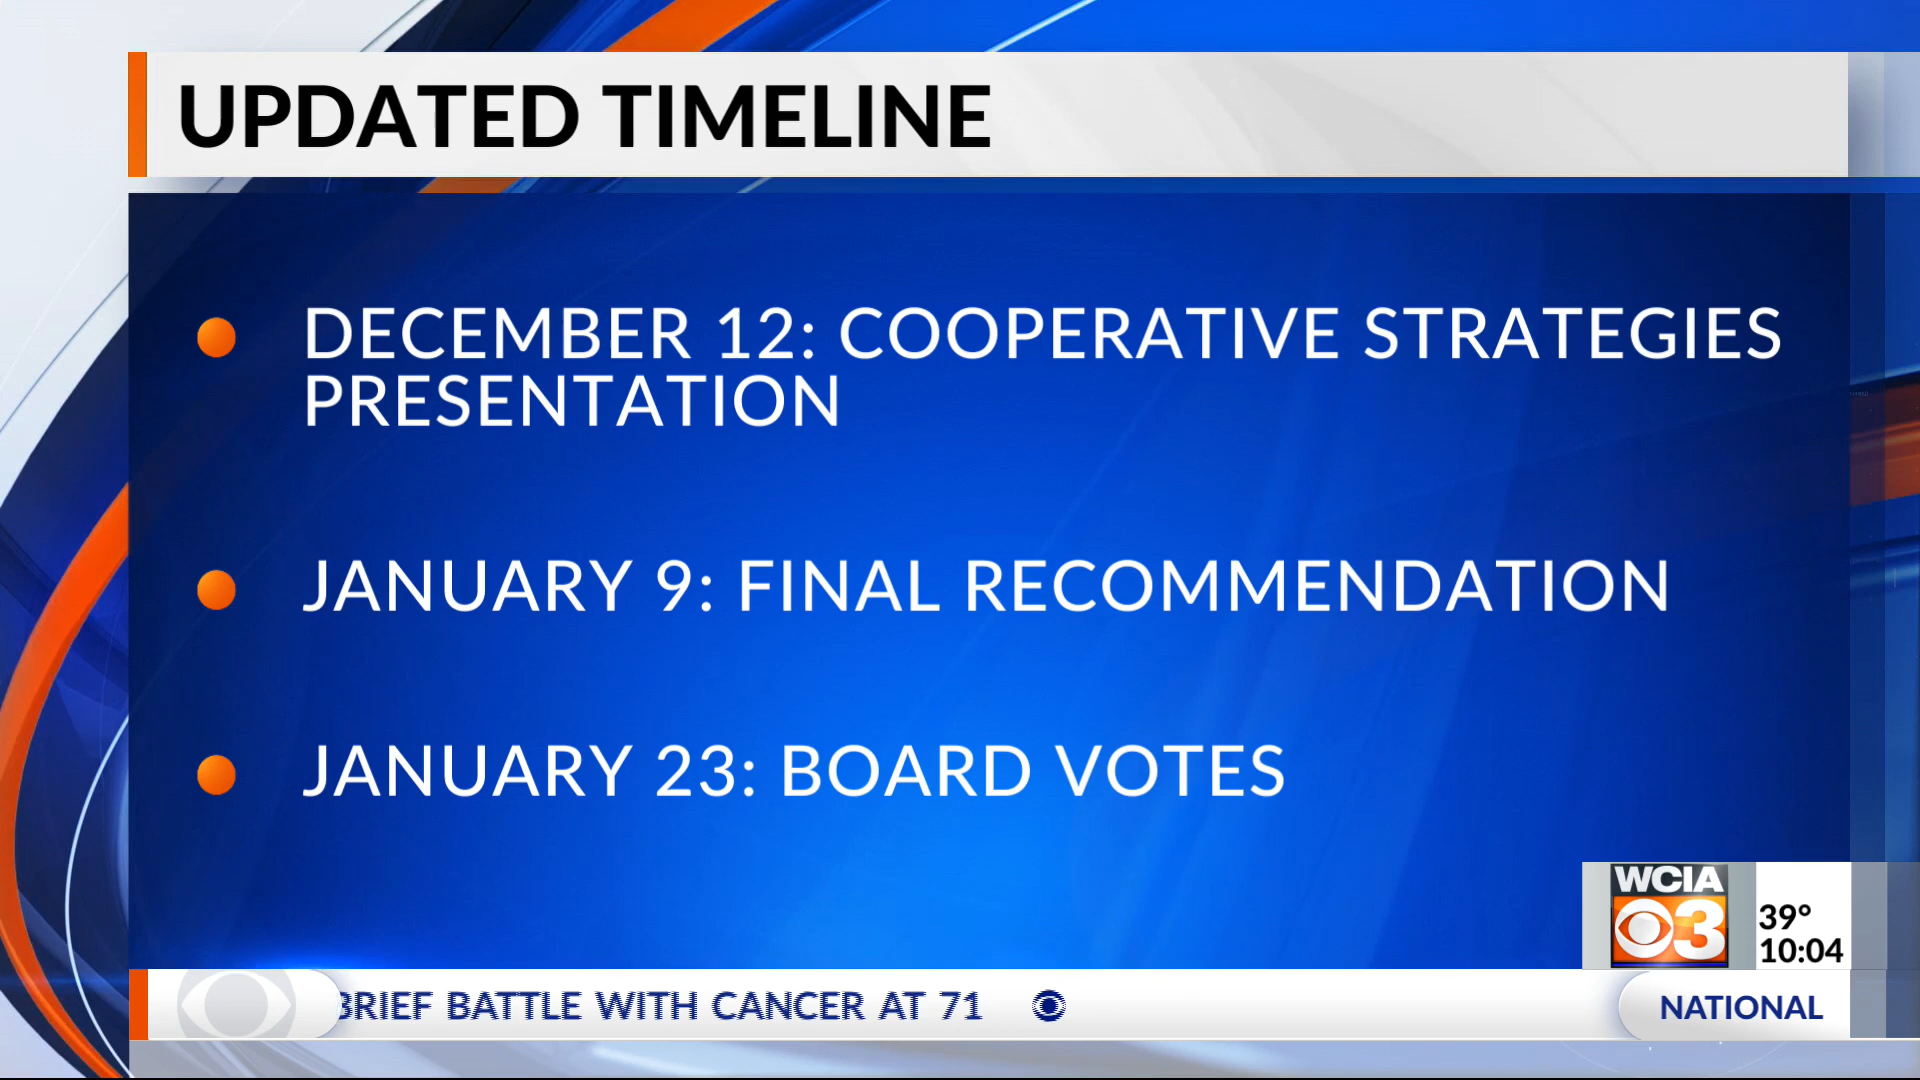 UPDATED TIMELINE
DECEMBER 12: COOPERATIVE STRATEGIES
PRESENTATION
JANUARY 9: FINAL RECOMMENDATION
JANUARY 23: BOARD VOTES
WCIA
3
39°
10:04
BRIEF BATTLE WITH CANCER AT 71
NATIONAL